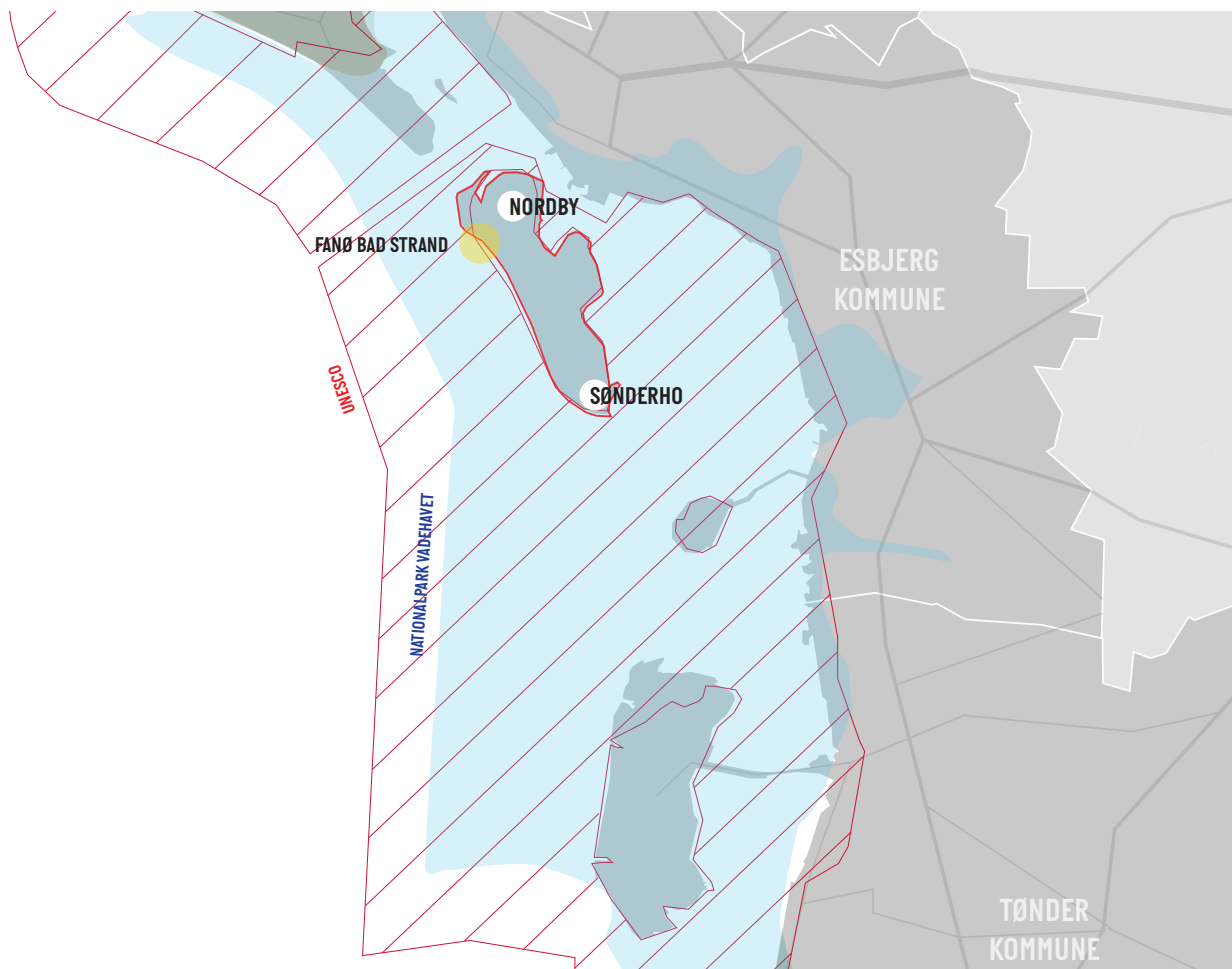 NORDBY
FANØ BAD STRAND
ESBJERG
KOMMUNE
UNESCO
SØNDERHO
NATIONALPARK VADEHAVET
TØNDER
KOMMUNE